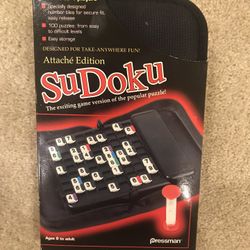 Specially designed
number tiles for secure fit,
easy release
100 puzzles: from easy
to difficult levels
Easy storage
DESIGNED FOR TAKE-ANYWHERE FUN!
Attaché Edition
SuDoku
The exciting game version of the popular puzzle!
Ages 8 to adult
Pressman